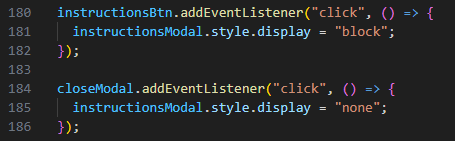 180 instructionsBtn.addEventListener("click", () => {
181   instructionsModal.style.display = "block";
182 });
183
184 closeModal.addEventListener("click", () => {
185   instructionsModal.style.display = "none";
186 });